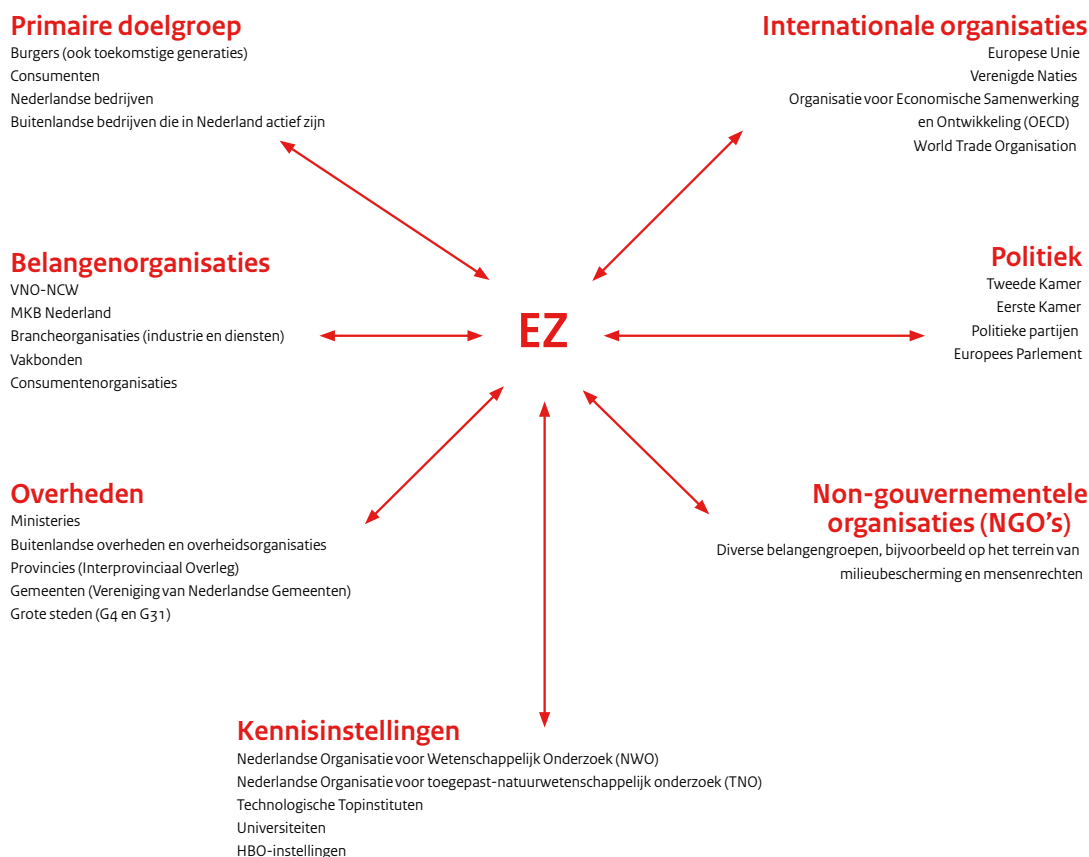 Primaire doelgroep
Burgers (ook toekomstige generaties)
Consumenten
Nederlandse bedrijven
Buitenlandse bedrijven die in Nederland actief zijn
Internationale organisaties
Europese Unie
Verenigde Naties
Organisatie voor Economische Samenwerking
en Ontwikkeling (OECD)
World Trade Organisation
Belangenorganisaties
VNO-NCW
MKB Nederland
Brancheorganisaties (industrie en diensten)
Vakbonden
Consumentenorganisaties
EZ
Politiek
Tweede Kamer
Eerste Kamer
Politieke partijen
Europees Parlement
Overheden
Ministeries
Buitenlandse overheden en overheidsorganisaties
Provincies (Interprovinciaal Overleg)
Gemeenten (Vereniging van Nederlandse Gemeenten)
Grote steden (G4 en G31)
Non-gouvernementele
organisaties (NGO's)
Diverse belangengroepen, bijvoorbeeld op het terrein van
milieubescherming en mensenrechten
Kennisinstellingen
Nederlandse Organisatie voor Wetenschappelijk Onderzoek (NWO)
Nederlandse Organisatie voor toegepast-natuurwetenschappelijk onderzoek (TNO)
Technologische Topinstituten
Universiteiten
HBO-instellingen